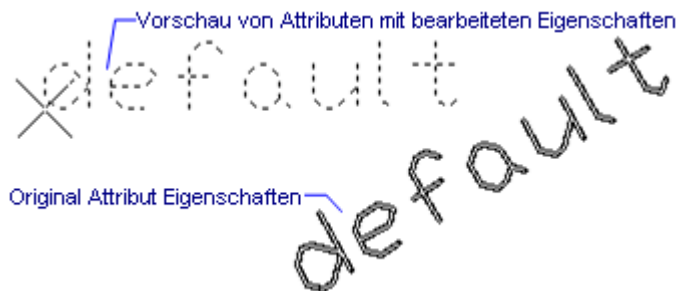 Vorschau von Attributen mit bearbeiteten Eigenschaften
default
Original Attribut Eigenschaften
default